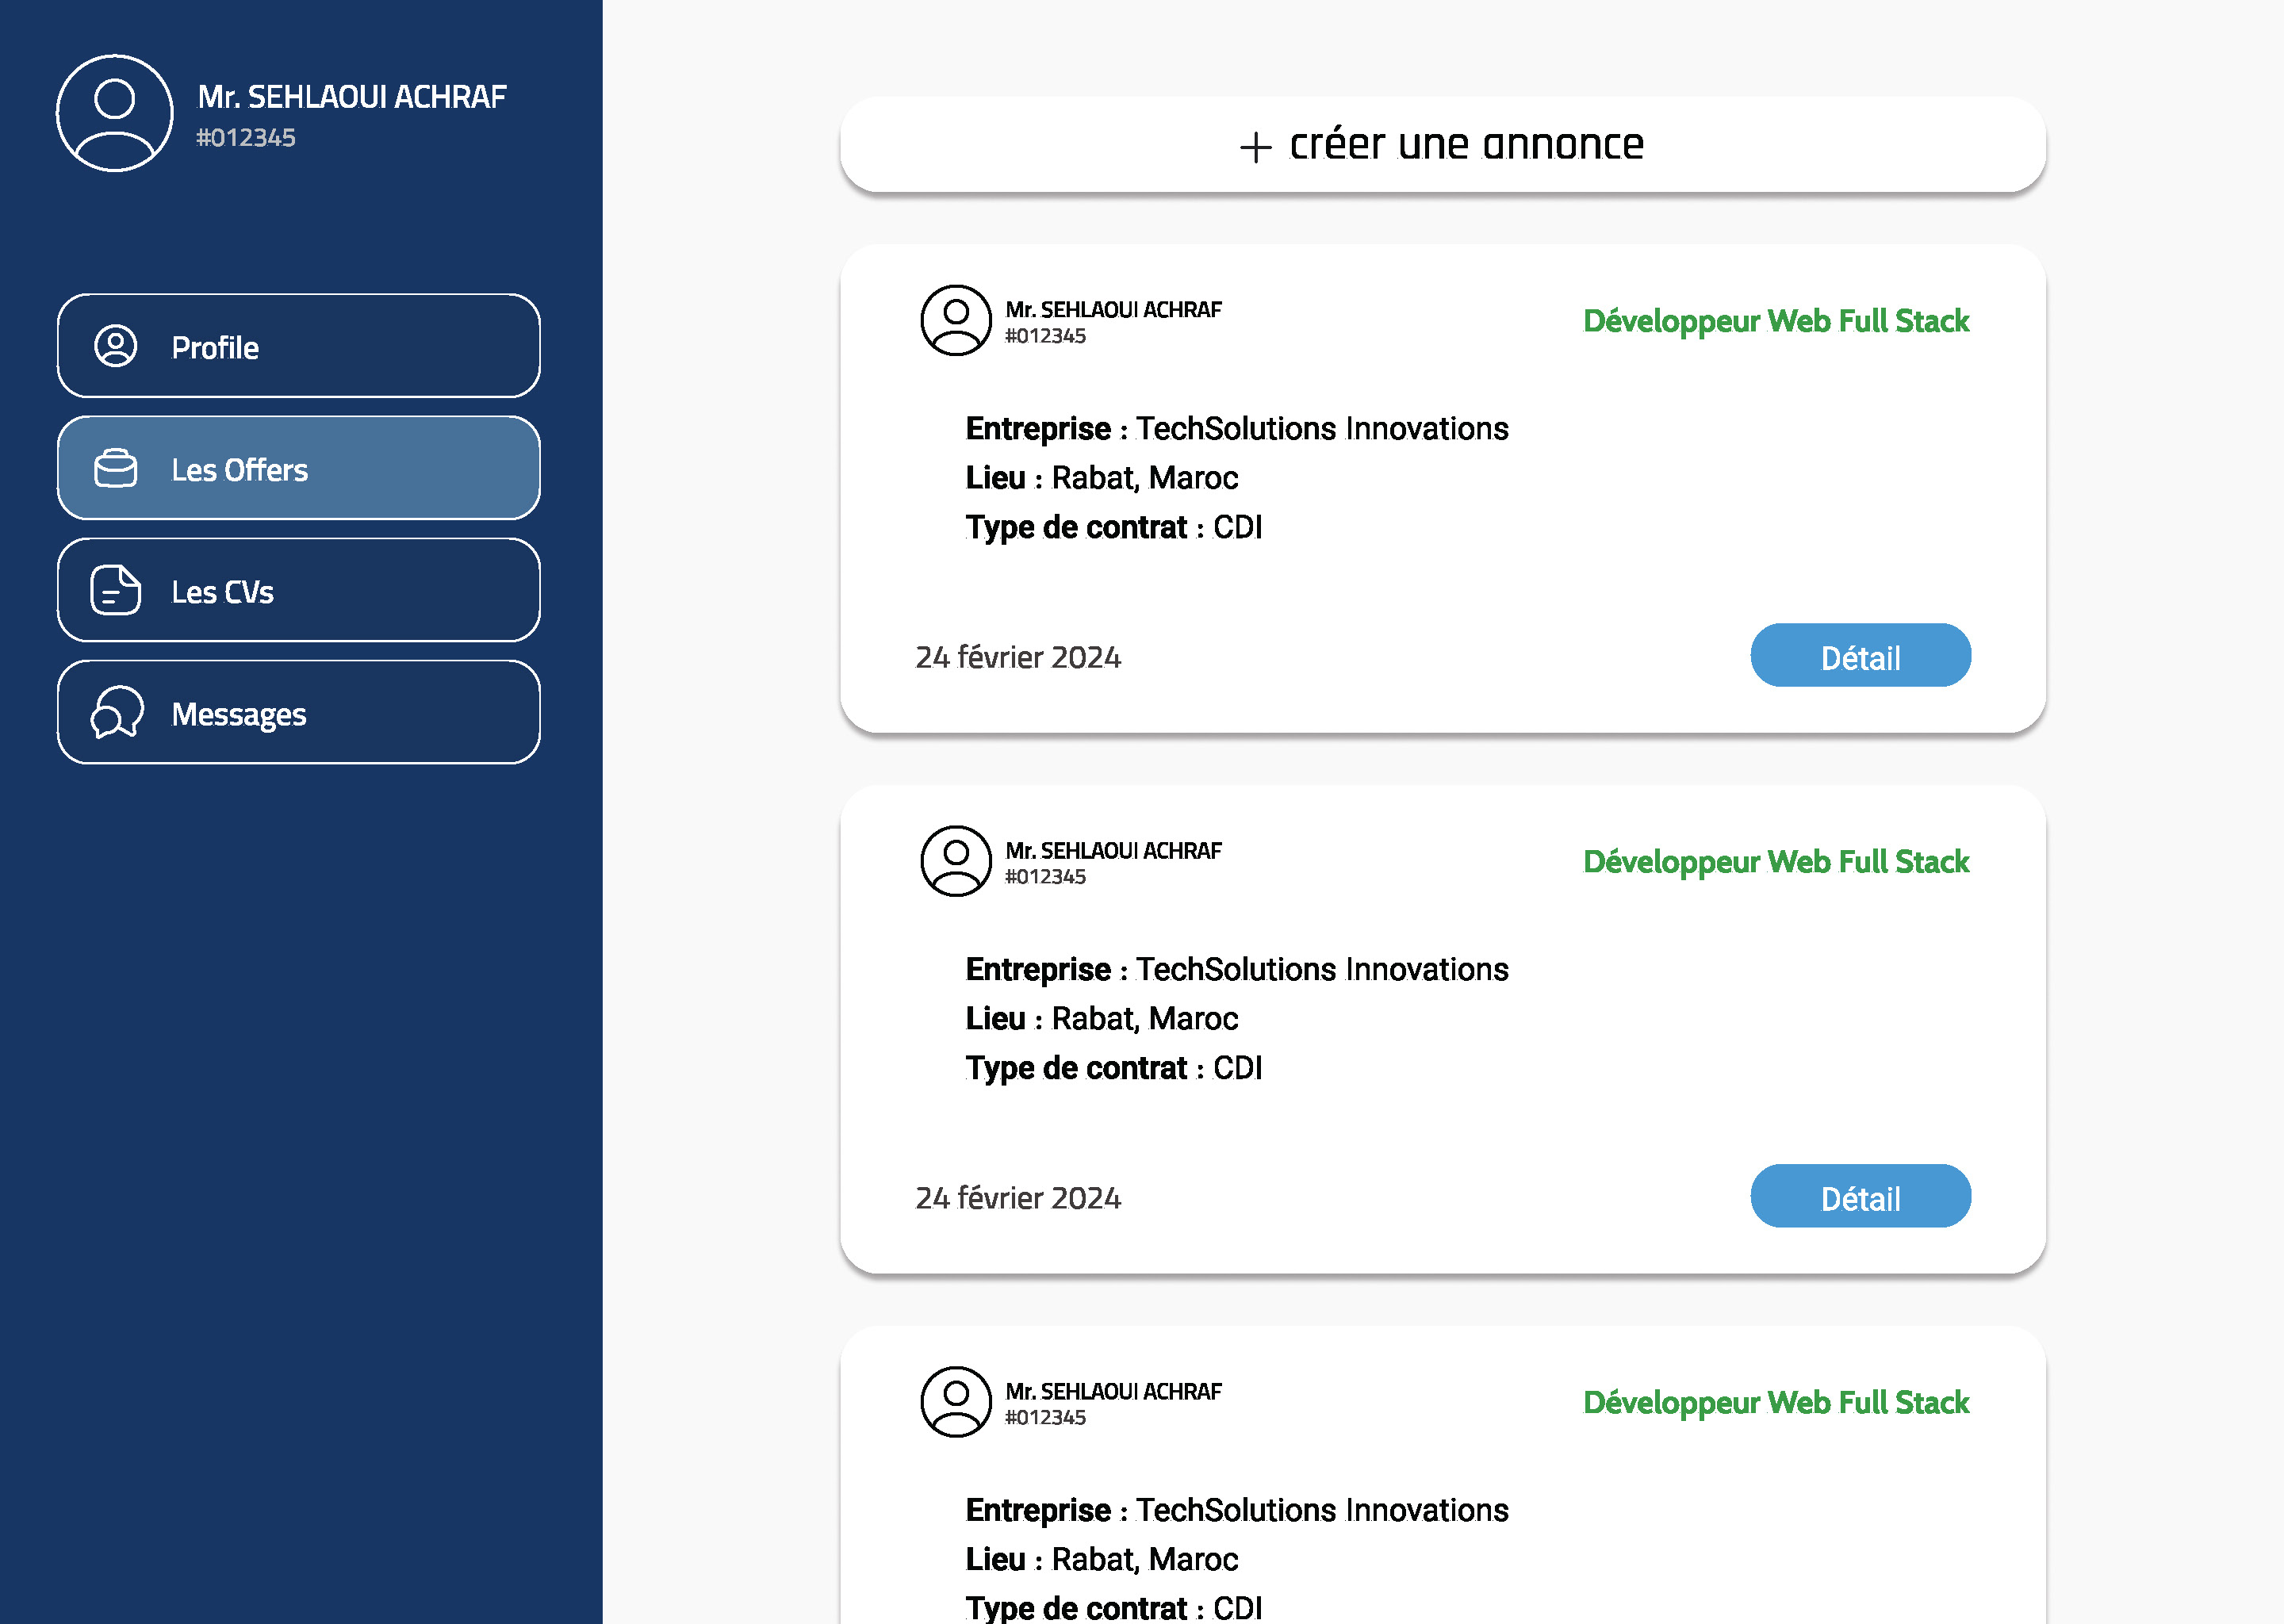 Mr. SEHLAOUI ACHRAF
#012345
Profile
Les Offers
Les CVs
Messages
+ créer une annonce
Mr. SEHLAOUI ACHRAF
#012345
Développeur Web Full Stack
Entreprise : TechSolutions Innovations
Lieu : Rabat, Maroc
Type de contrat : CDI
24 février 2024
Détail
Mr. SEHLAOUI ACHRAF
#012345
Développeur Web Full Stack
Entreprise : TechSolutions Innovations
Lieu : Rabat, Maroc
Type de contrat : CDI
24 février 2024
Détail
Mr. SEHLAOUI ACHRAF
#012345
Développeur Web Full Stack
Entreprise : TechSolutions Innovations
Lieu : Rabat, Maroc
Type de contrat : CDI